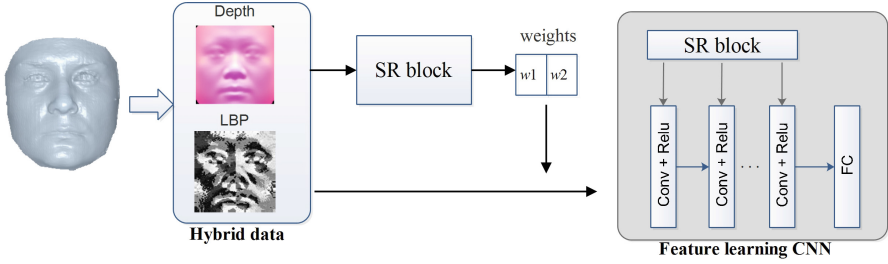 Depth
LBP
Hybrid data
SR block
weights
w1 w2
SR block
Conv + Relu
Conv + Relu
. . .
Conv + Relu
FC
Feature learning CNN